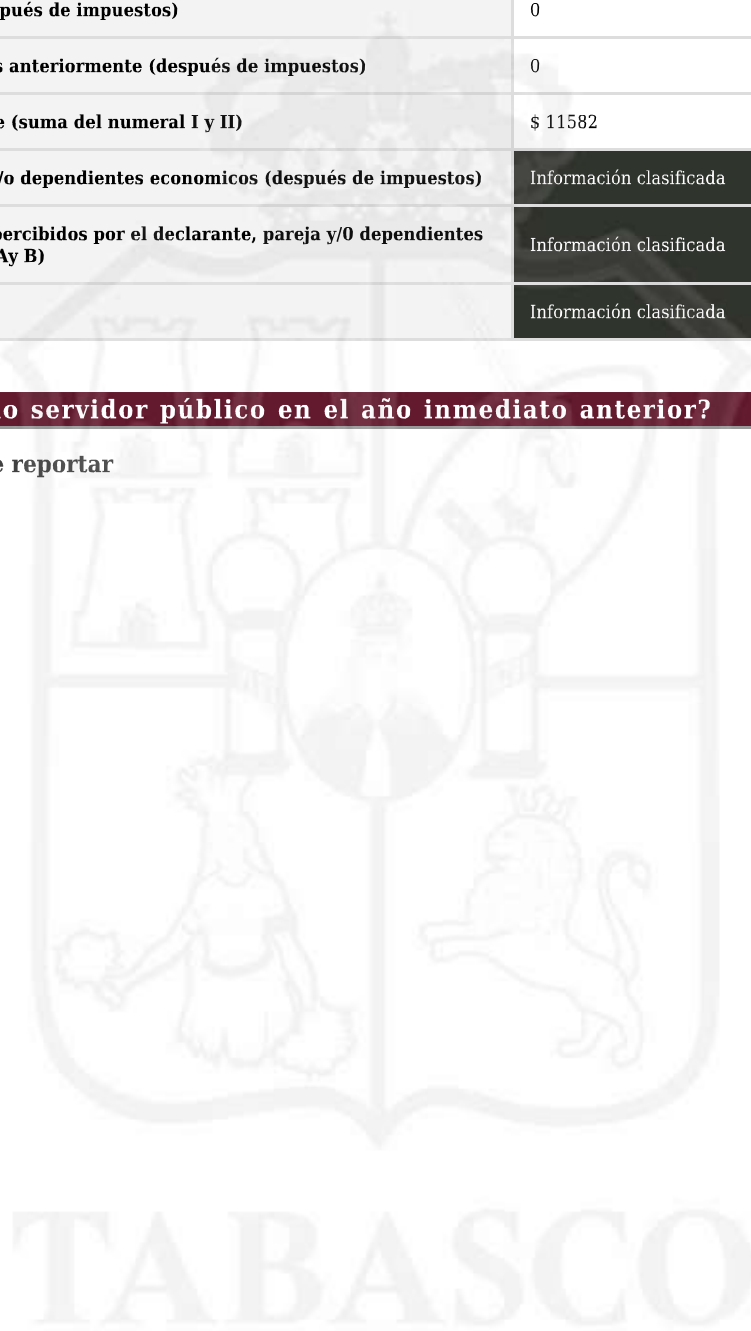 pués de impuestos)
0
s anteriormente (después de impuestos)
0
e (suma del numeral I y II)
$ 11582
/o dependientes economicos (después de impuestos)
Información clasificada
percibidos por el declarante, pareja y/0 dependientes
Ay B)
Información clasificada
Información clasificada
o servidor público en el año inmediato anterior?
e reportar
TABASCO